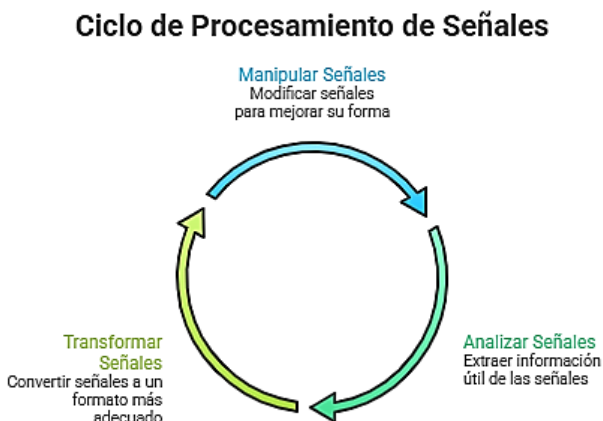 Ciclo de Procesamiento de Señales
Manipular Señales
Modificar señales
para mejorar su forma
Analizar Señales
Extraer información
útil de las señales
Transformar
Señales
Convertir señales a un
formato más
adecuado